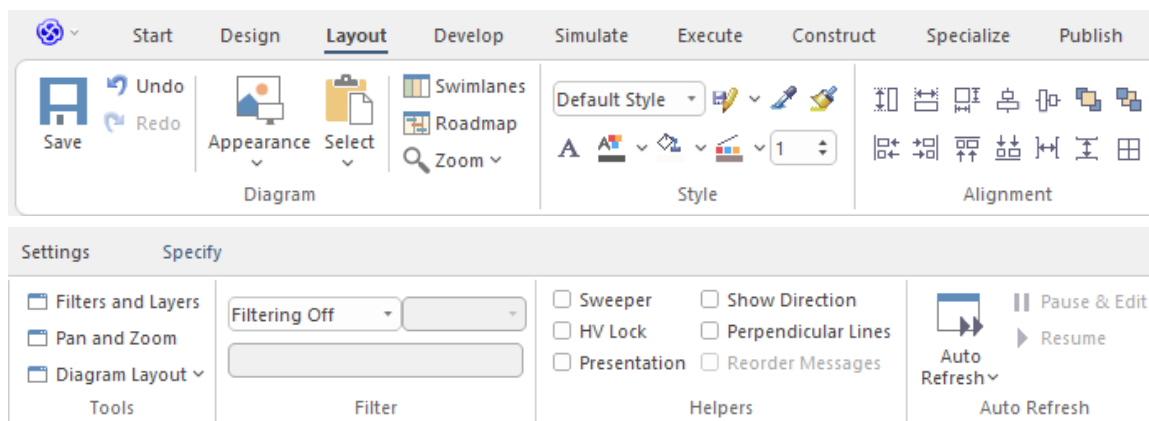 Start Design Layout Develop Simulate Execute Construct Specialize Publish
Save
Undo
Redo
Appearance
Select
Swimlanes
Roadmap
Zoom
Diagram
Default Style
A
A
1
Style
Alignment
Settings Specify
Filters and Layers
Pan and Zoom
Diagram Layout
Tools
Filtering Off
Filter
Sweeper
HV Lock
Presentation
Show Direction
Perpendicular Lines
Reorder Messages
Helpers
Auto
Refresh
Pause & Edit
Resume
Auto Refresh